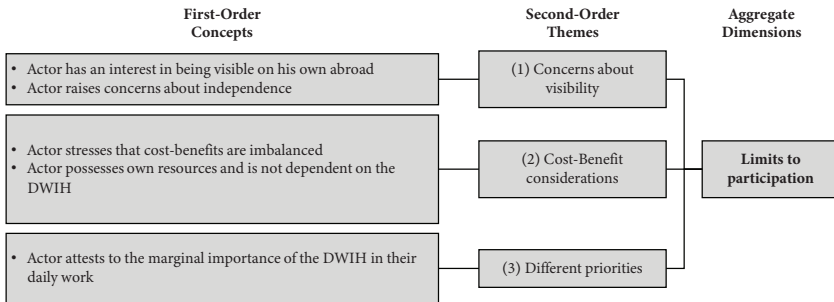 First-Order
Concepts
Second-Order
Themes
Aggregate
Dimensions
• Actor has an interest in being visible on his own abroad
• Actor raises concerns about independence
(1) Concerns about
visibility
• Actor stresses that cost-benefits are imbalanced
• Actor possesses own resources and is not dependent on the
DWIH
(2) Cost-Benefit
considerations
Limits to
participation
• Actor attests to the marginal importance of the DWIH in their
daily work
(3) Different priorities